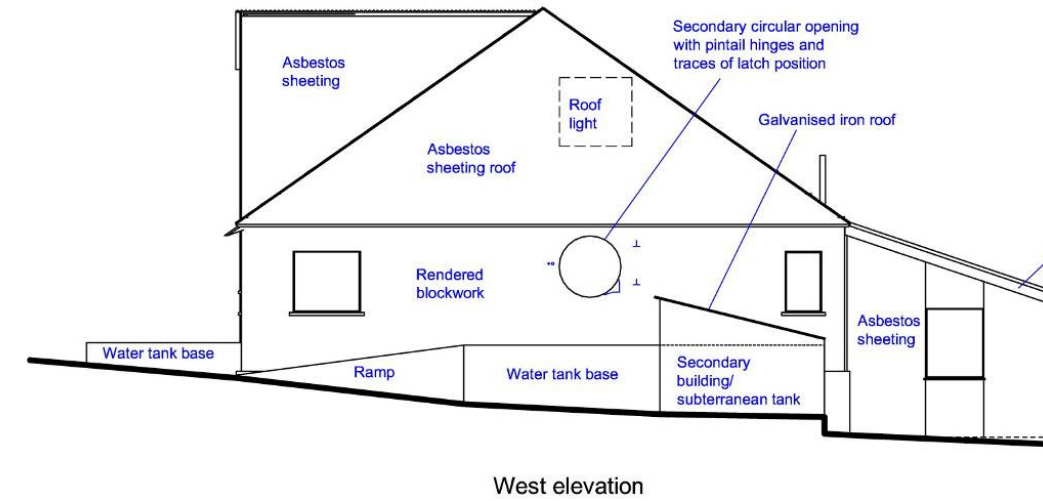 Secondary circular opening
with pintail hinges and
traces of latch position
Asbestos
sheeting
Roof
light
Galvanised iron roof
Asbestos
sheeting roof
Rendered
blockwork
Asbestos
sheeting
Water tank base
Ramp
Water tank base
Secondary
building/
subterranean tank
West elevation